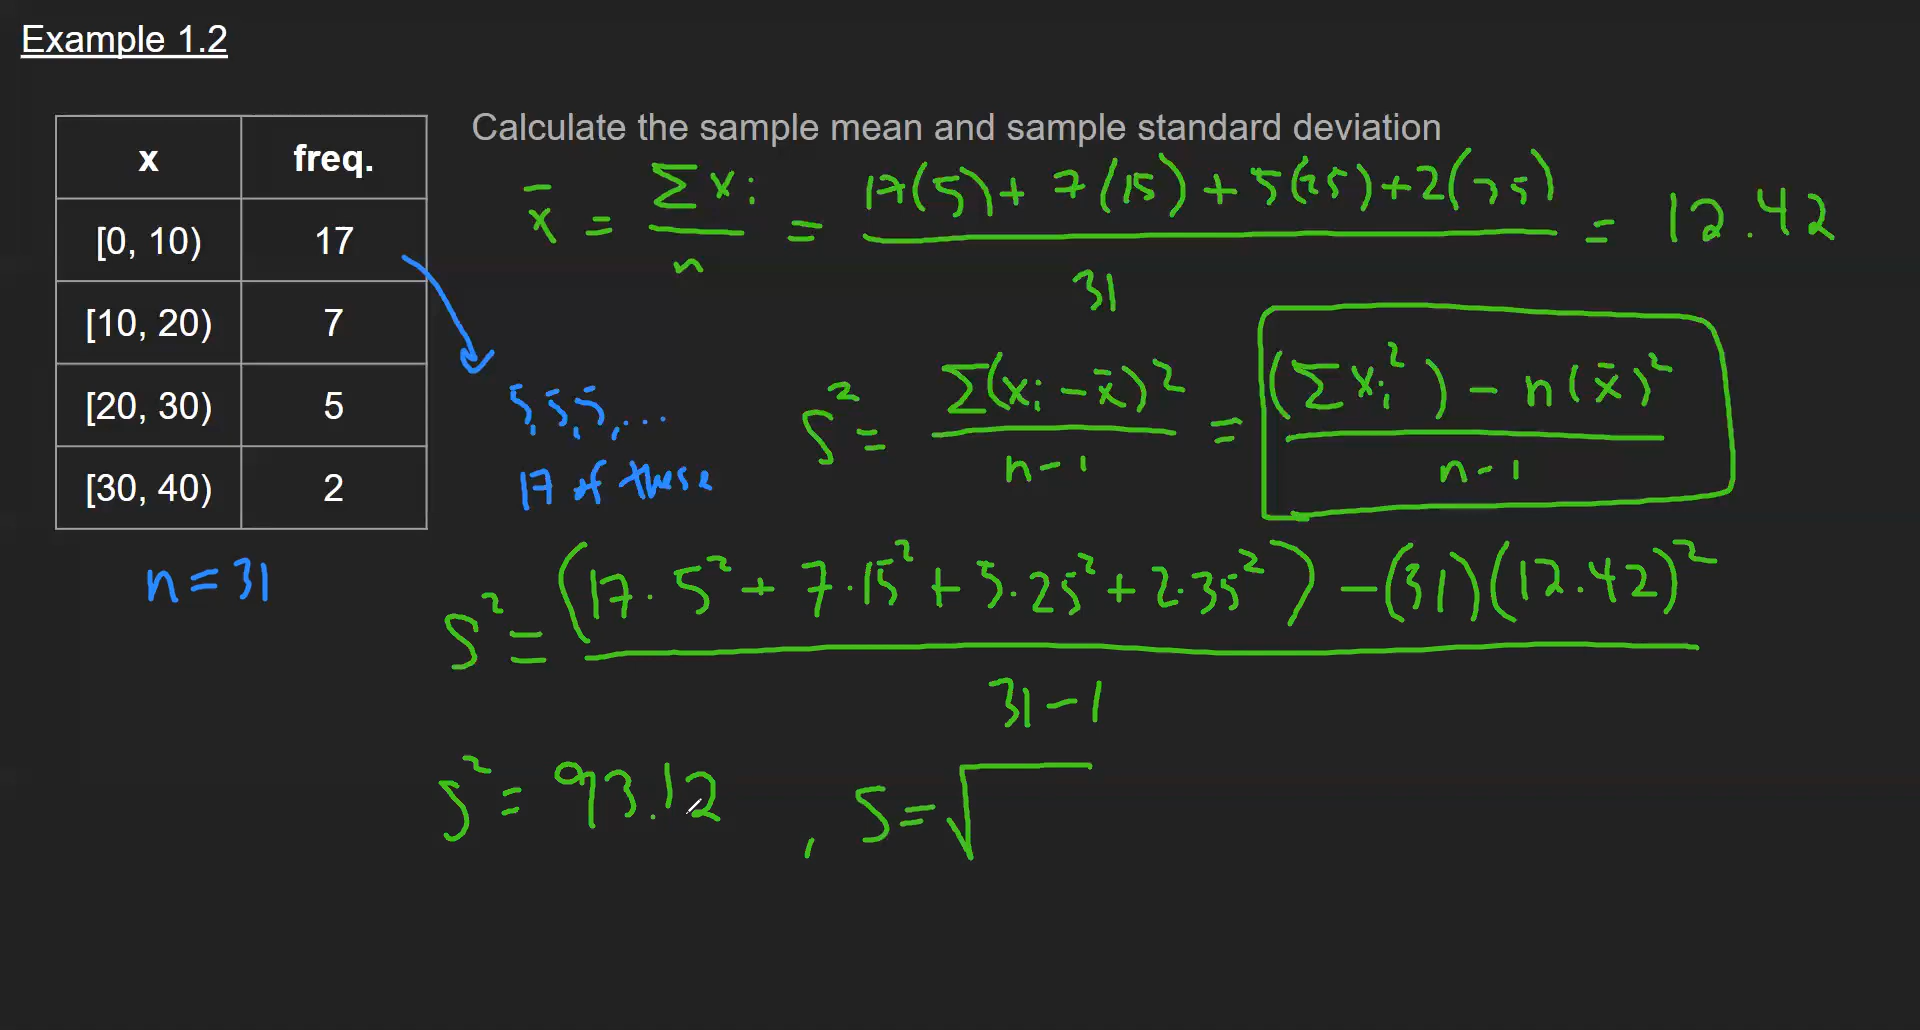 Example 1.2
Calculate the sample mean and sample standard deviation
x freq.
[0, 10) 17
[10, 20) 7
[20, 30) 5
[30, 40) 2
n = 31
5, 5, 5, ...
17 of these
x̄ = Σxᵢ / n = 17(5) + 7(15) + 5(25) + 2(35) / 31 = 12.42
s² = Σ(xᵢ - x̄)² / n-1 = (Σxᵢ²) - n(x̄)² / n-1
s² = (17·5² + 7·15² + 5·25² + 2·35²) - (31)(12.42)² / 31-1
s² = 93.12 , s = √